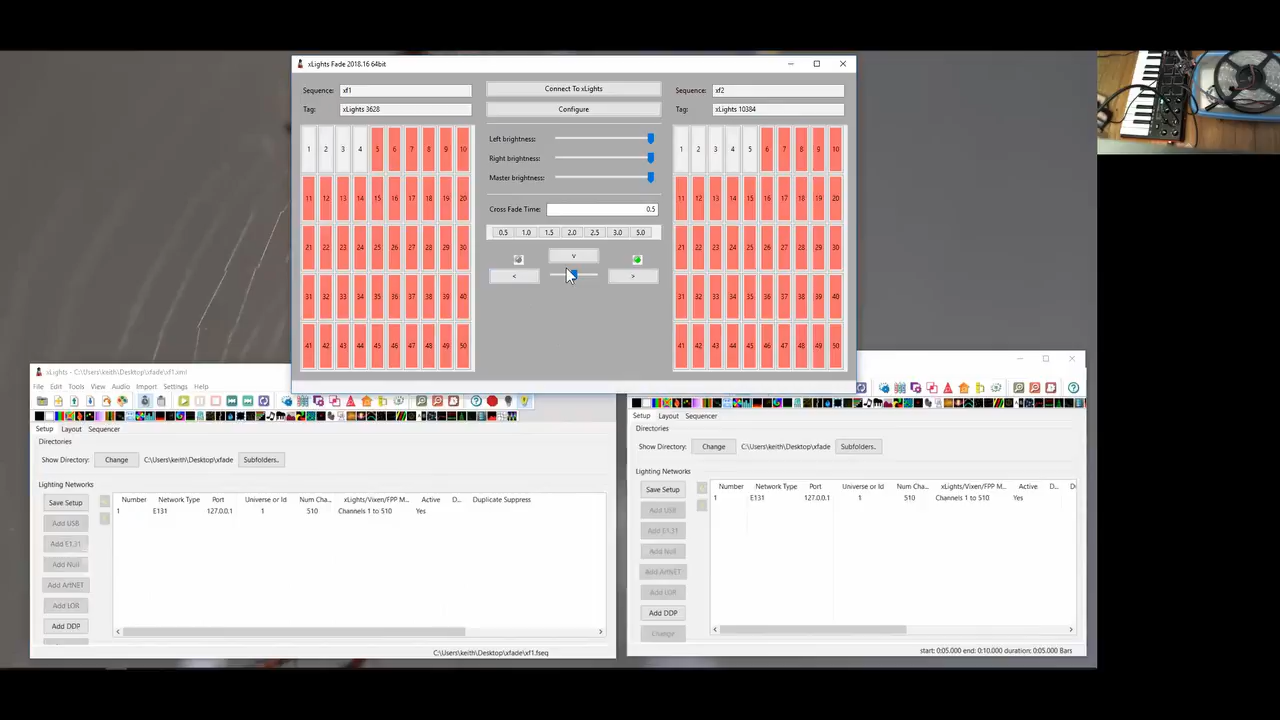 xLights Fade 2018.16 64bit
Sequence: xf1
Tag: xLights 3628
Connect To xLights
Configure
Sequence: xf2
Tag: xLights 10384
1 2 3 4 5 6 7 8 9 10
11 12 13 14 15 16 17 18 19 20
21 22 23 24 25 26 27 28 29 30
31 32 33 34 35 36 37 38 39 40
41 42 43 44 45 46 47 48 49 50
Left brightness:
Right brightness:
Master brightness:
Cross Fade Time: 0.5
0.5 1.0 1.5 2.0 2.5 3.0 5.0
v
< >
1 2 3 4 5 6 7 8 9 10
11 12 13 14 15 16 17 18 19 20
21 22 23 24 25 26 27 28 29 30
31 32 33 34 35 36 37 38 39 40
41 42 43 44 45 46 47 48 49 50
xLights - C:\Users\keith\Desktop\xfade\xf1.xml
File Edit Tools View Audio Import Settings Help
Setup Layout Sequencer
Directories
Show Directory: Change C:\Users\keith\Desktop\xfade Subfolders..
Lighting Networks
Save Setup
Add USB
Add E1.31
Add Null
Add ArtNET
Add LOR
Add DDP
Number Network Type Port Universe or Id Num Cha... xLights/Vixen/FPP M... Active D... Duplicate Suppress
1 E131 127.0.0.1 1 510 Channels 1 to 510 Yes
C:\Users\keith\Desktop\xfade\xf1.fseq
Setup Layout Sequencer
Directories
Show Directory: Change C:\Users\keith\Desktop\xfade Subfolders..
Lighting Networks
Save Setup
Add USB
Add E1.31
Add Null
Add ArtNET
Add LOR
Add DDP
Change
Number Network Type Port Universe or Id Num Cha... xLights/Vixen/FPP M... Active D...
1 E131 127.0.0.1 1 510 Channels 1 to 510 Yes
start: 0:05.000 end: 0:10.000 duration: 0:05.000 Bars